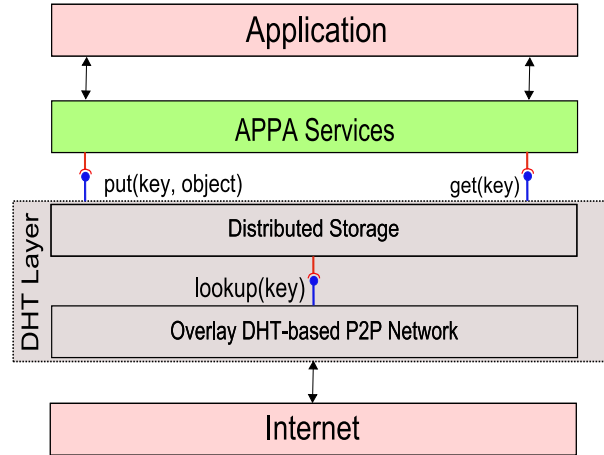 Application
APPA Services
put(key, object)
get(key)
DHT Layer
Distributed Storage
lookup(key)
Overlay DHT-based P2P Network
Internet